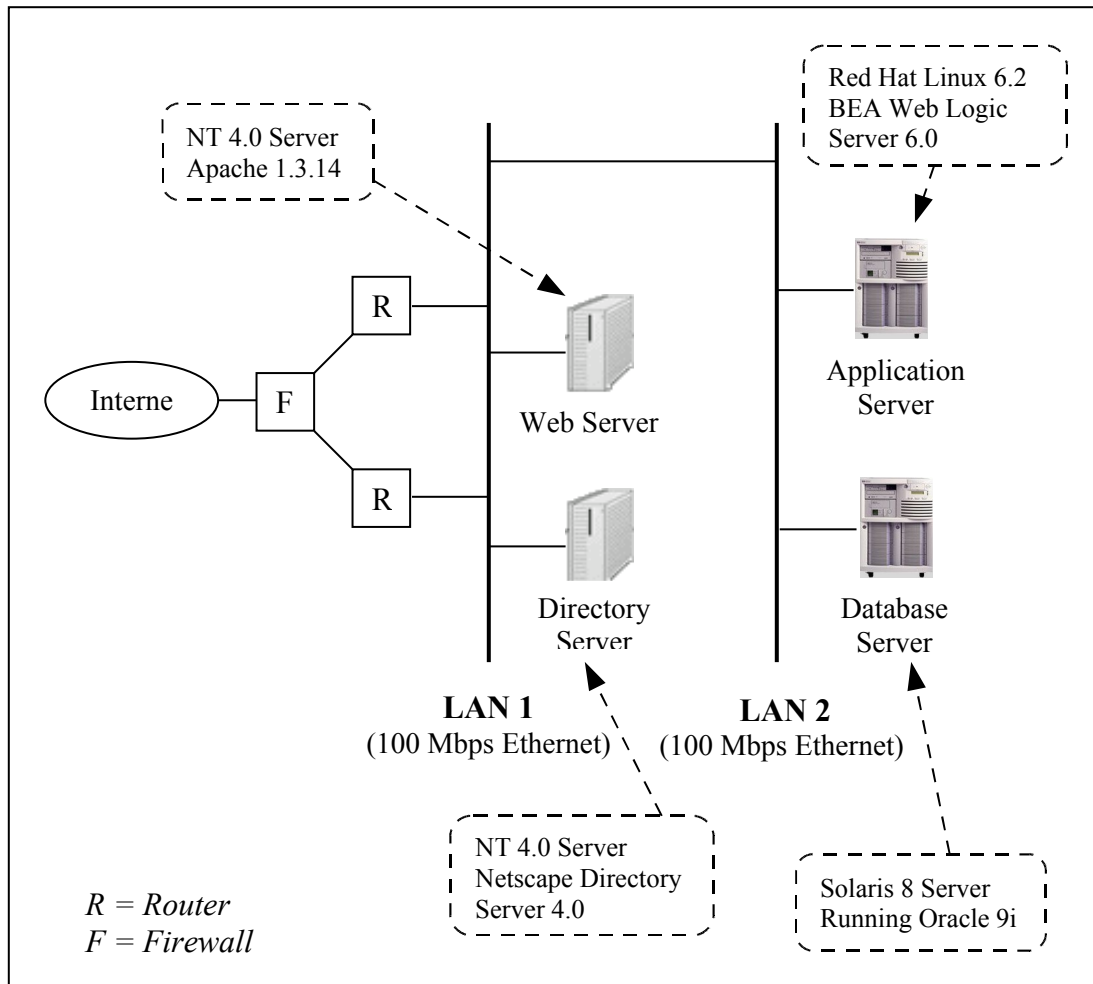 Red Hat Linux 6.2
BEA Web Logic
Server 6.0
NT 4.0 Server
Apache 1.3.14
R
Interne
F
Web Server
Application
Server
R
Directory
Server
Database
Server
LAN 1
(100 Mbps Ethernet)
LAN 2
(100 Mbps Ethernet)
NT 4.0 Server
Netscape Directory
Server 4.0
Solaris 8 Server
Running Oracle 9i
R = Router
F = Firewall